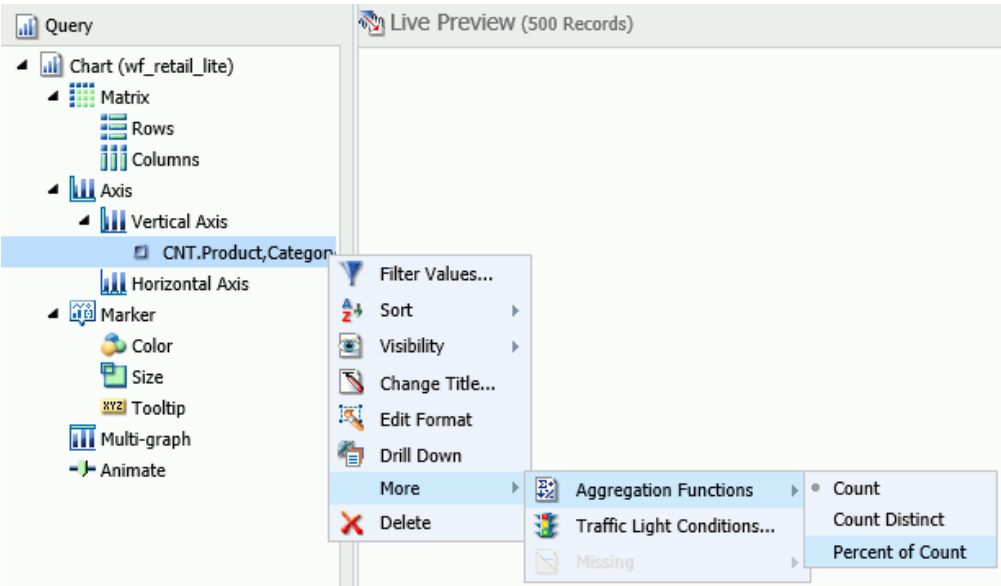 Query
Live Preview (500 Records)
Chart (wf_retail_lite)
Matrix
Rows
Columns
Axis
Vertical Axis
CNT.Product,Categor
Horizontal Axis
Marker
Color
Size
XYZ Tooltip
Multi-graph
Animate
Filter Values...
Sort
Visibility
Change Title...
Edit Format
Drill Down
More
Delete
Aggregation Functions
Traffic Light Conditions...
Missing
Count
Count Distinct
Percent of Count